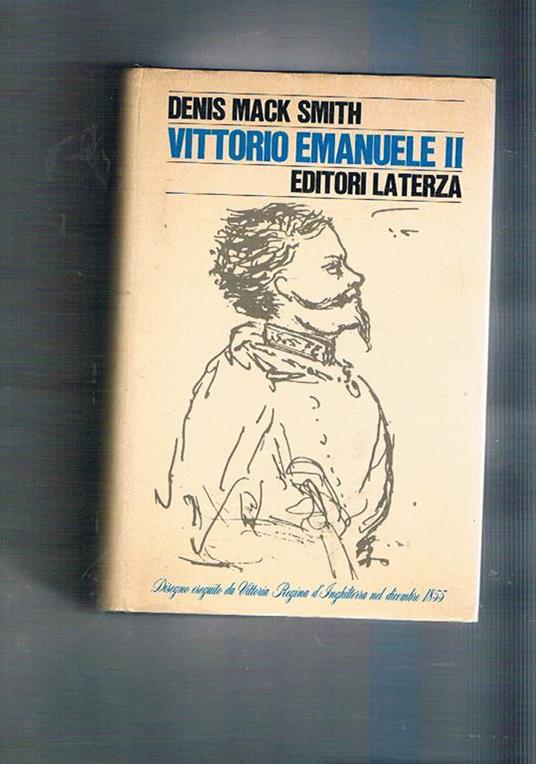 DENIS MACK SMITH
VITTORIO EMANUELE II
EDITORI LATERZA
Disegno eseguito da Vittoria Regina d'Inghilterra nel dicembre 1855